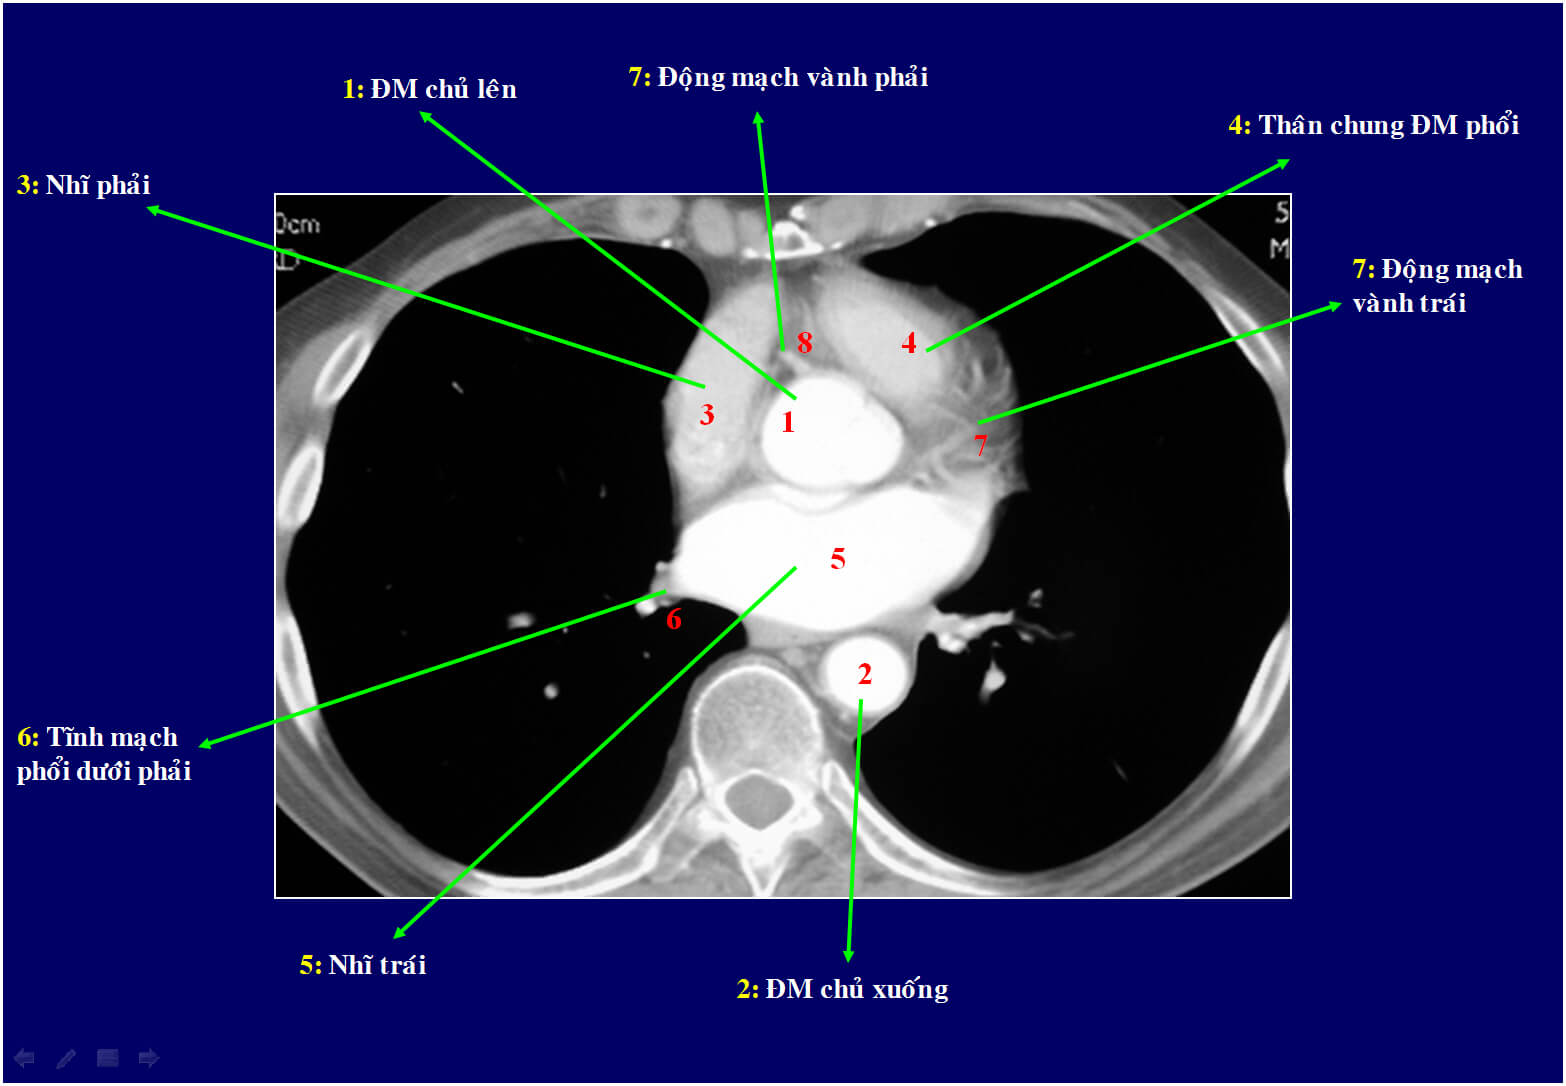 7: Động mạch vành phải
1: ĐM chủ lên
4: Thân chung ĐM phổi
3: Nhĩ phải
0cm
5
M
7: Động mạch
vành trái
8
4
3
1
7
5
6
2
6: Tĩnh mạch
phổi dưới phải
5: Nhĩ trái
2: ĐM chủ xuống